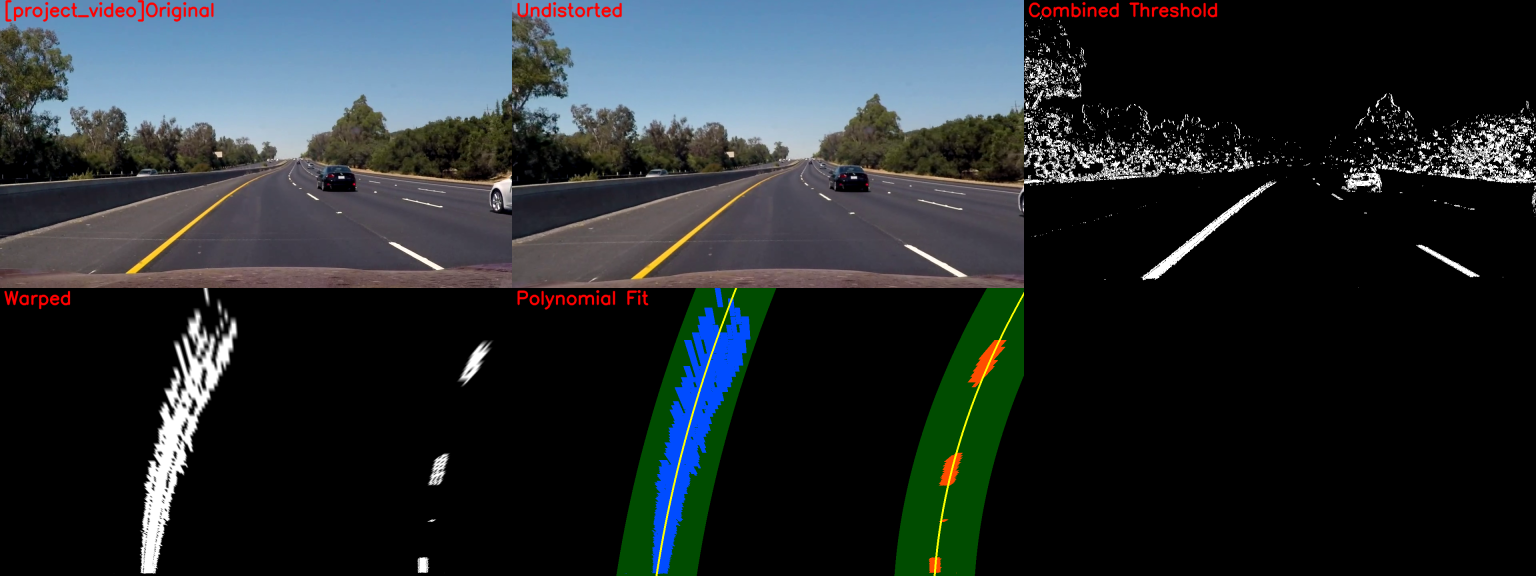 [project_video]Original
Undistorted
Combined Threshold
Warped
Polynomial Fit